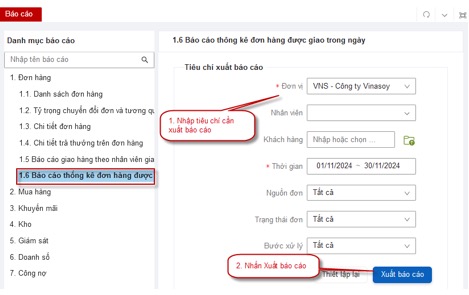 Báo cáo
Danh mục báo cáo
Nhập tên báo cáo
1. Đơn hàng
1.1. Danh sách đơn hàng
1.2. Tỷ trọng chuyển đổi đơn và tương qu
1.3. Chi tiết đơn hàng
1.4. Chi tiết trả thưởng trên đơn hàng
1.5 Báo cáo giao hàng theo nhân viên gia
1.6 Báo cáo thống kê đơn hàng được
2. Mua hàng
3. Khuyến mãi
4. Kho
5. Giám sát
6. Doanh số
7. Công nợ
1.6 Báo cáo thống kê đơn hàng được giao trong ngày
Tiêu chí xuất báo cáo
* Đơn vị VNS - Công ty Vinasoy
1. Nhập tiêu chí cần
xuất báo cáo
Nhân viên
Khách hàng Nhập hoặc chọn ...
* Thời gian 01/11/2024 ~ 30/11/2024
Nguồn đơn Tất cả
Trạng thái đơn Tất cả
Bước xử lý Tất cả
2. Nhấn Xuất báo cáo
Thiết lập lại Xuất báo cáo